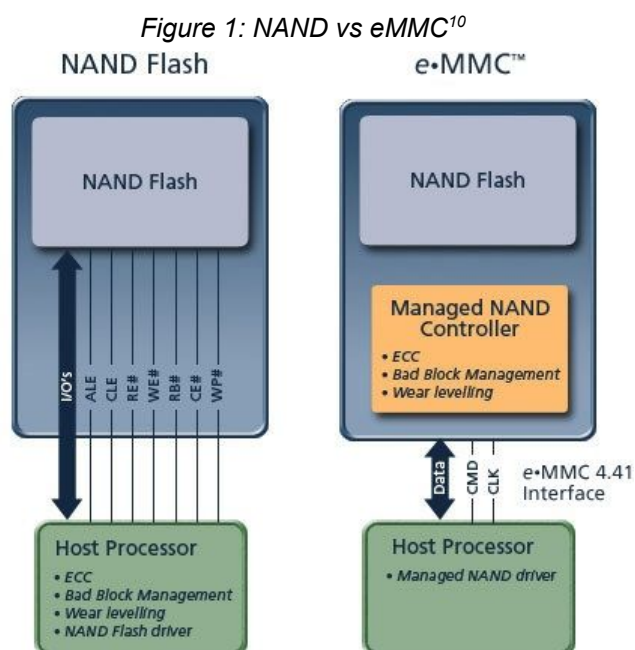 Figure 1: NAND vs eMMC¹⁰
NAND Flash
NAND Flash
I/O's
ALE
CLE
RE#
WE#
RB#
CE#
WP#
Host Processor
• ECC
• Bad Block Management
• Wear levelling
• NAND Flash driver
e•MMC™
NAND Flash
Managed NAND
Controller
• ECC
• Bad Block Management
• Wear levelling
Data
CMD
CLK
e•MMC 4.41
Interface
Host Processor
• Managed NAND driver